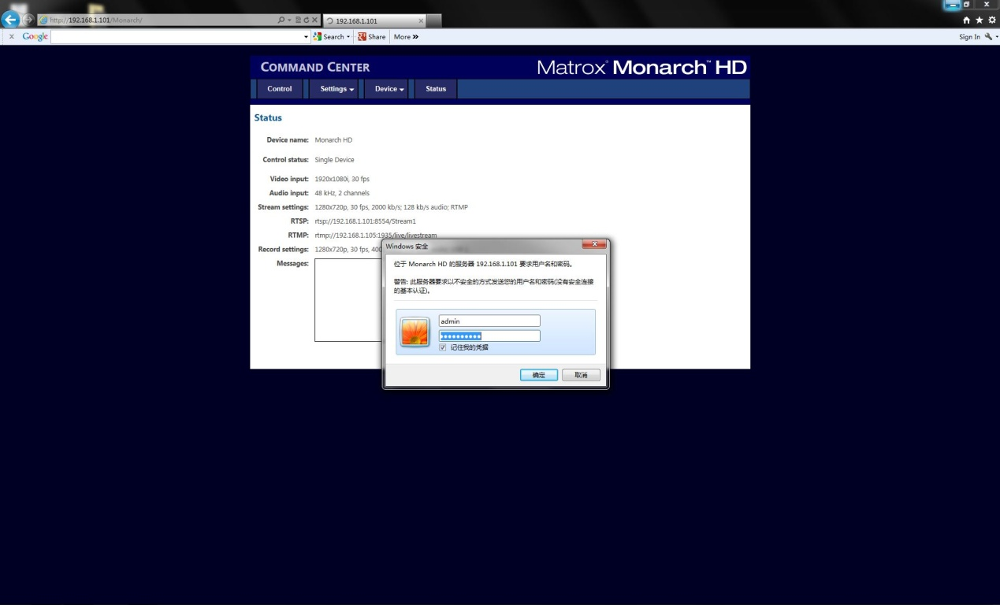 http://192.168.1.101/Monarch/
192.168.1.101
Google
Search
Share
More
Sign In
COMMAND CENTER
Matrox® Monarch™ HD
Control
Settings
Device
Status
Status
Device name: Monarch HD
Control status: Single Device
Video input: 1920x1080i, 30 fps
Audio input: 48 kHz, 2 channels
Stream settings: 1280x720p, 30 fps, 2000 kb/s; 128 kb/s audio; RTMP
RTSP: rtsp://192.168.1.101:8554/Stream1
RTMP: rtmp://192.168.1.105:1935/live/livestream
Record settings: 1280x720p, 30 fps, 400
Messages:
Windows 安全
位于 Monarch HD 的服务器 192.168.1.101 要求用户名和密码。
警告: 此服务器要求以不安全的方式发送您的用户名和密码(没有安全连接
的基本认证)。
admin
记住我的凭据
确定
取消